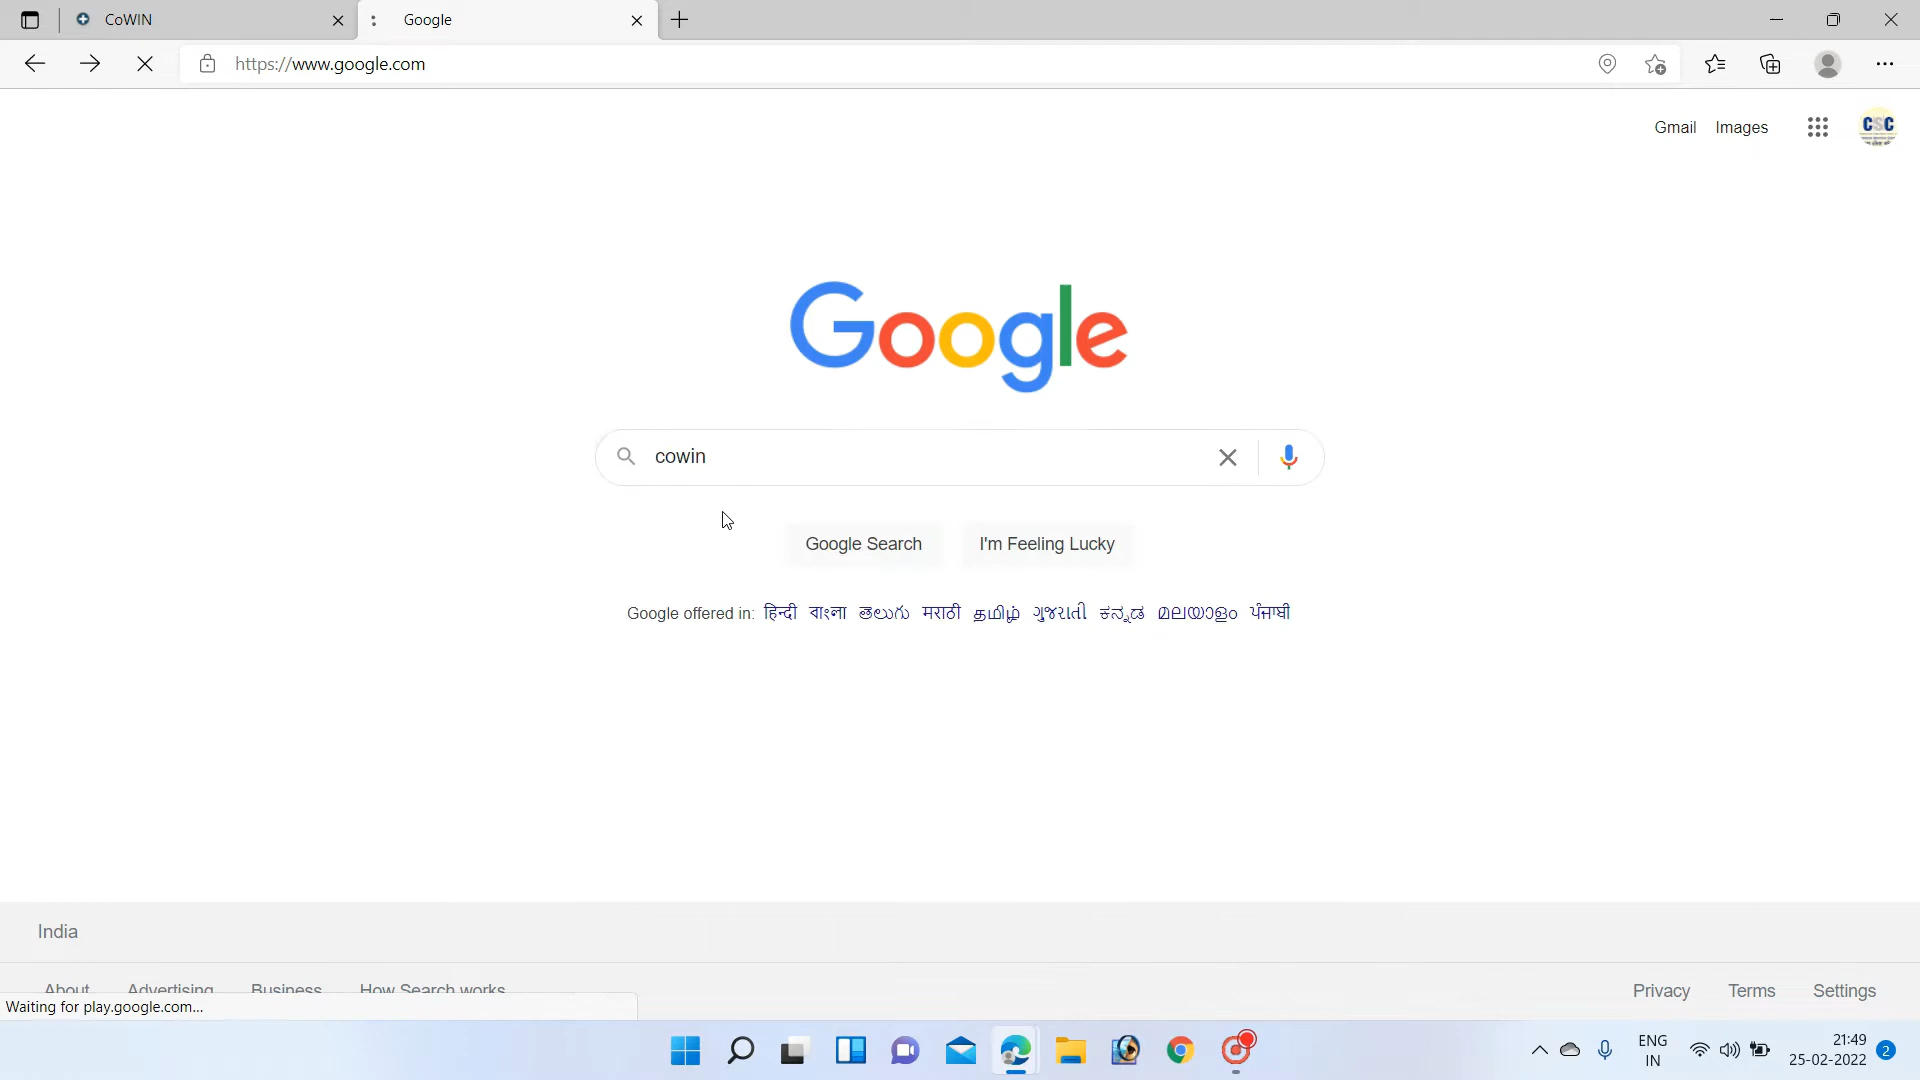 CoWIN
Google
https://www.google.com
Gmail Images
CSC
Google
cowin
Google Search I'm Feeling Lucky
Google offered in: हिन्दी বাংলা తెలుగు मराठी தமிழ் ગુજરાતી ಕನ್ನಡ മലയാളം ਪੰਜਾਬੀ
India
About Advertising Business How Search works
Privacy Terms Settings
Waiting for play.google.com...
ENG
IN
21:49
25-02-2022
2